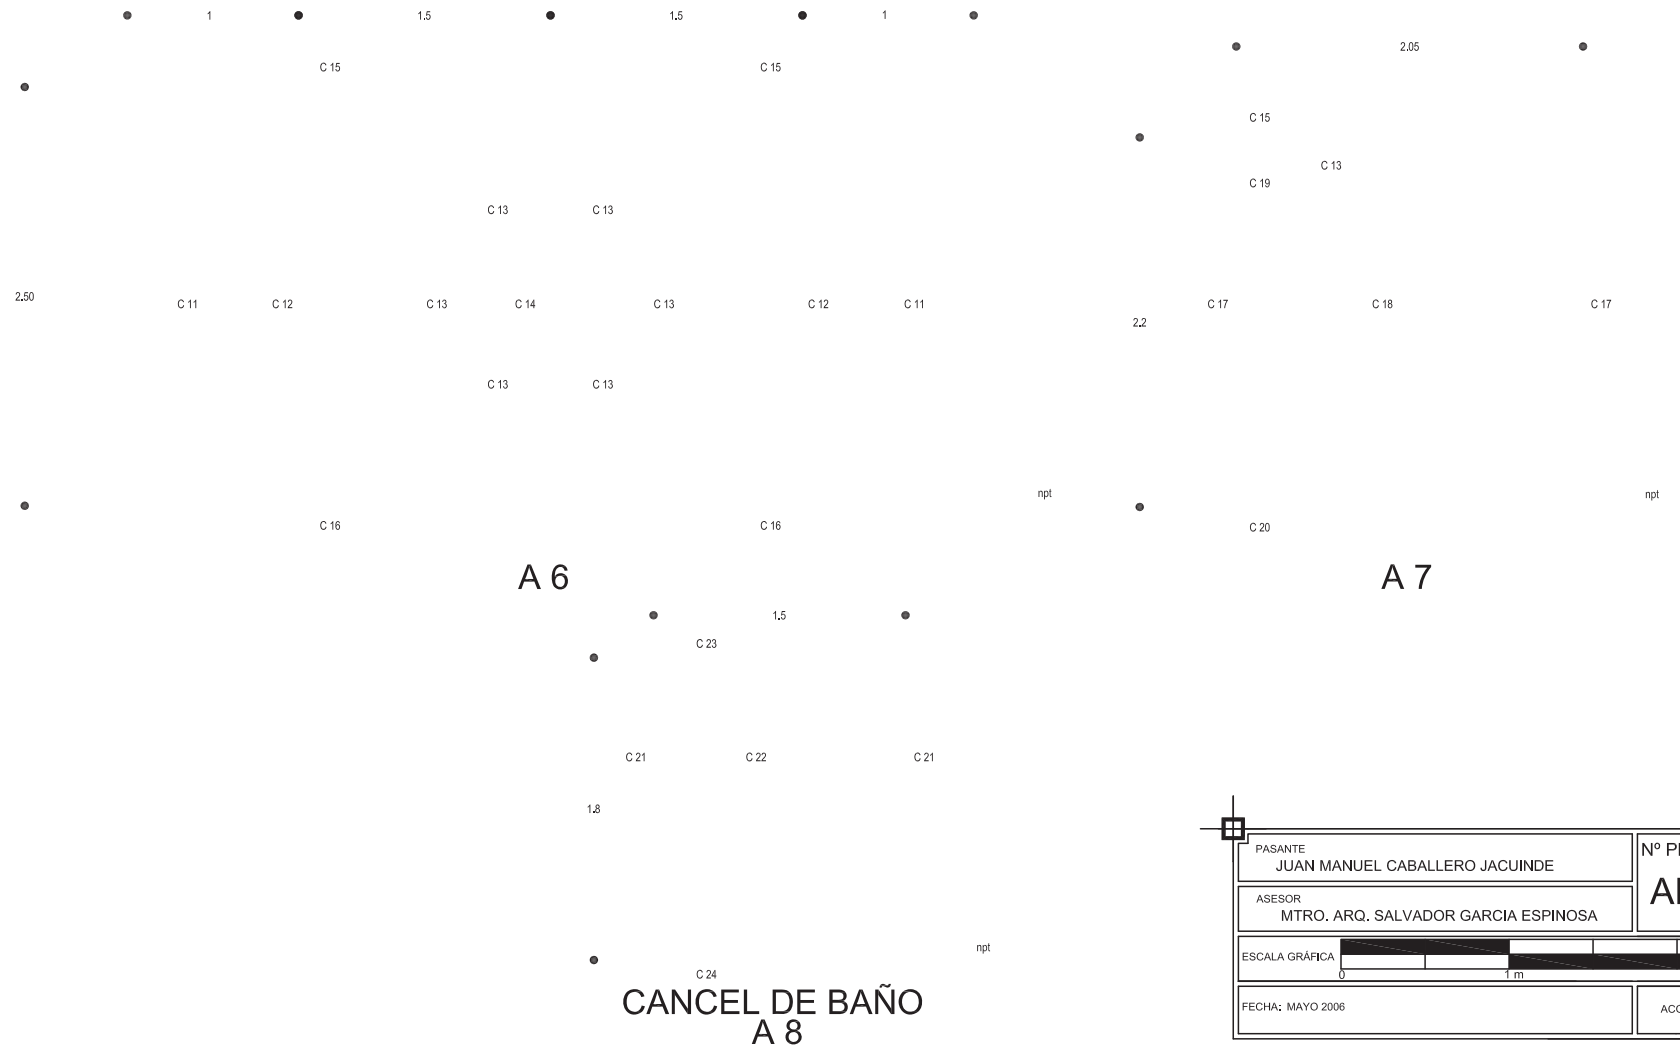 1 1.5 1.5 1
2.05
C 15 C 15
C 15
C 13
C 19
C 13 C 13
2.50 C 11 C 12 C 13 C 14 C 13 C 12 C 11 C 17 C 18 C 17
2.2
C 13 C 13
npt npt
C 16 C 16 C 20
A 6 A 7
1.5
C 23
C 21 C 22 C 21
1.8
npt
C 24
CANCEL DE BAÑO
A 8
PASANTE
JUAN MANUEL CABALLERO JACUINDE
Nº
ASESOR
MTRO. ARQ. SALVADOR GARCIA ESPINOSA
ESCALA GRÁFICA
0 1 m
FECHA: MAYO 2006